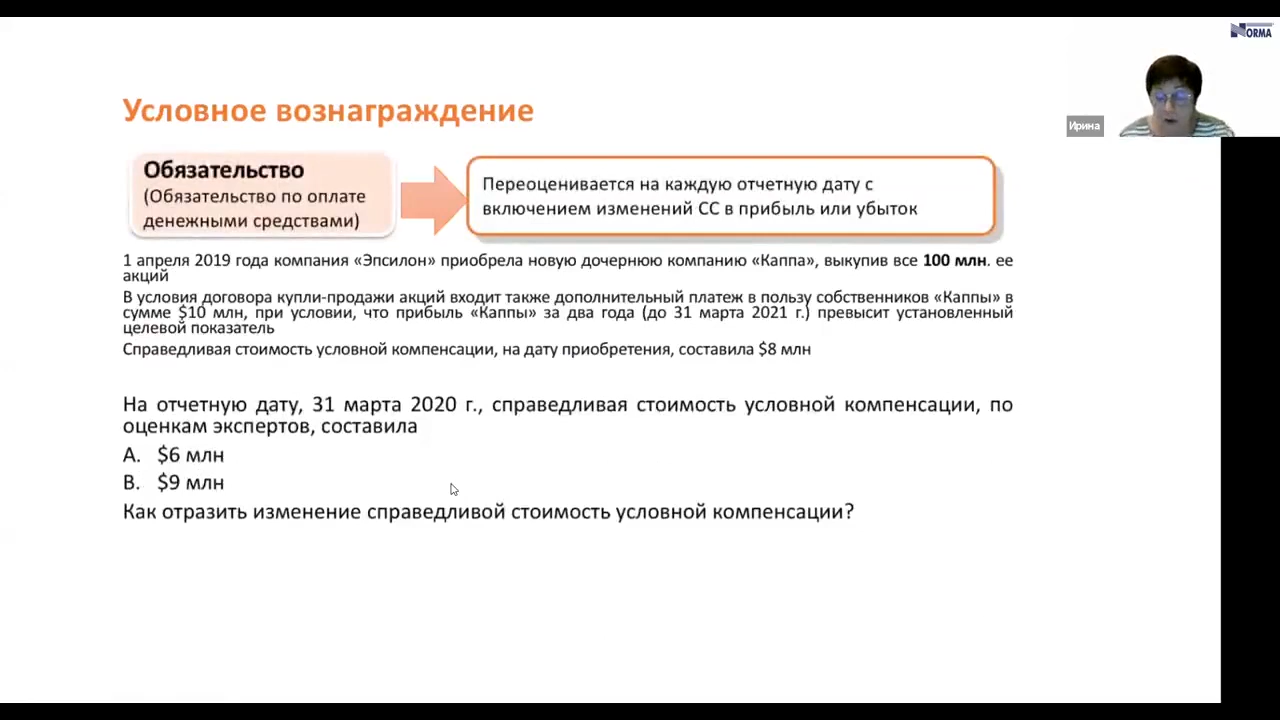 NORMA
Ирина
Условное вознаграждение
Обязательство
(Обязательство по оплате
денежными средствами)
Переоценивается на каждую отчетную дату с
включением изменений СС в прибыль или убыток
1 апреля 2019 года компания «Эпсилон» приобрела новую дочернюю компанию «Каппа», выкупив все 100 млн. ее
акций
В условия договора купли-продажи акций входит также дополнительный платеж в пользу собственников «Каппы» в
сумме $10 млн, при условии, что прибыль «Каппы» за два года (до 31 марта 2021 г.) превысит установленный
целевой показатель
Справедливая стоимость условной компенсации, на дату приобретения, составила $8 млн
На отчетную дату, 31 марта 2020 г., справедливая стоимость условной компенсации, по
оценкам экспертов, составила
A. $6 млн
B. $9 млн
Как отразить изменение справедливой стоимость условной компенсации?